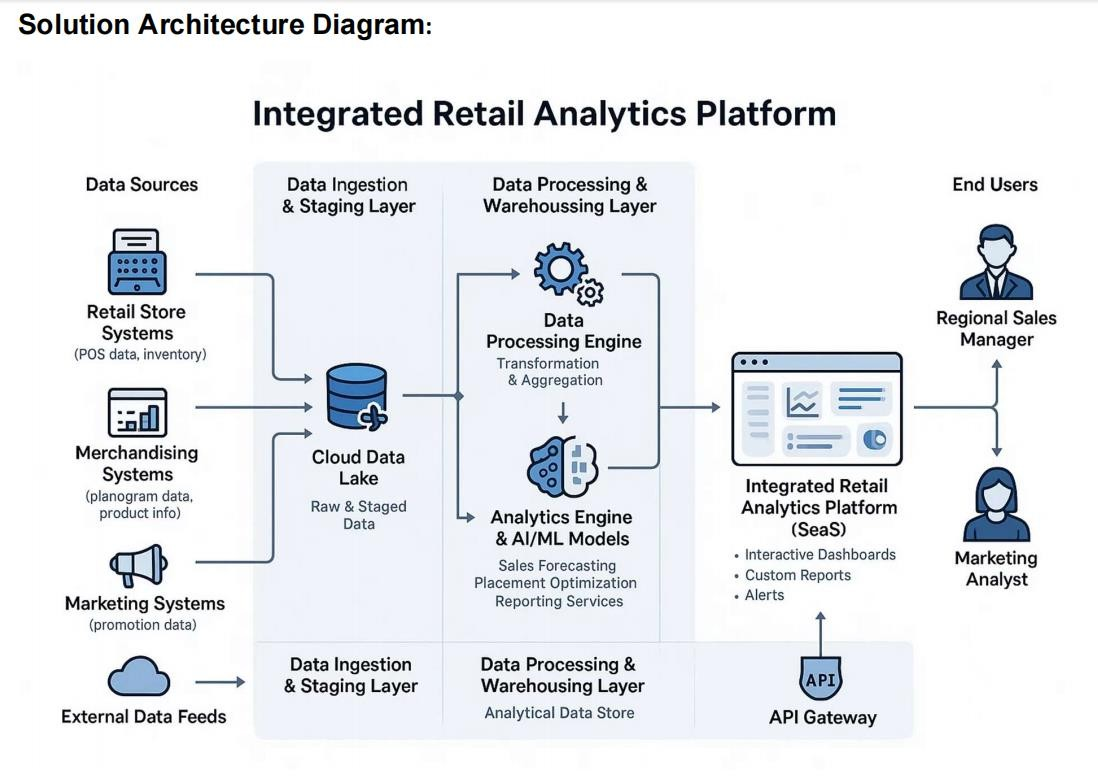 Solution Architecture Diagram:
Integrated Retail Analytics Platform
Data Sources
Data Ingestion
& Staging Layer
Data Processing &
Warehoussing Layer
End Users
Retail Store
Systems
(POS data, inventory)
Merchandising
Systems
(planogram data,
product info)
Marketing Systems
(promotion data)
External Data Feeds
Cloud Data
Lake
Raw & Staged
Data
Data
Processing Engine
Transformation
& Aggregation
Analytics Engine
& AI/ML Models
Sales Forecasting
Placement Optimization
Reporting Services
Integrated Retail
Analytics Platform
(SeaS)
• Interactive Dashboards
• Custom Reports
• Alerts
Regional Sales
Manager
Marketing
Analyst
Data Ingestion
& Staging Layer
Data Processing &
Warehousing Layer
Analytical Data Store
API
API Gateway